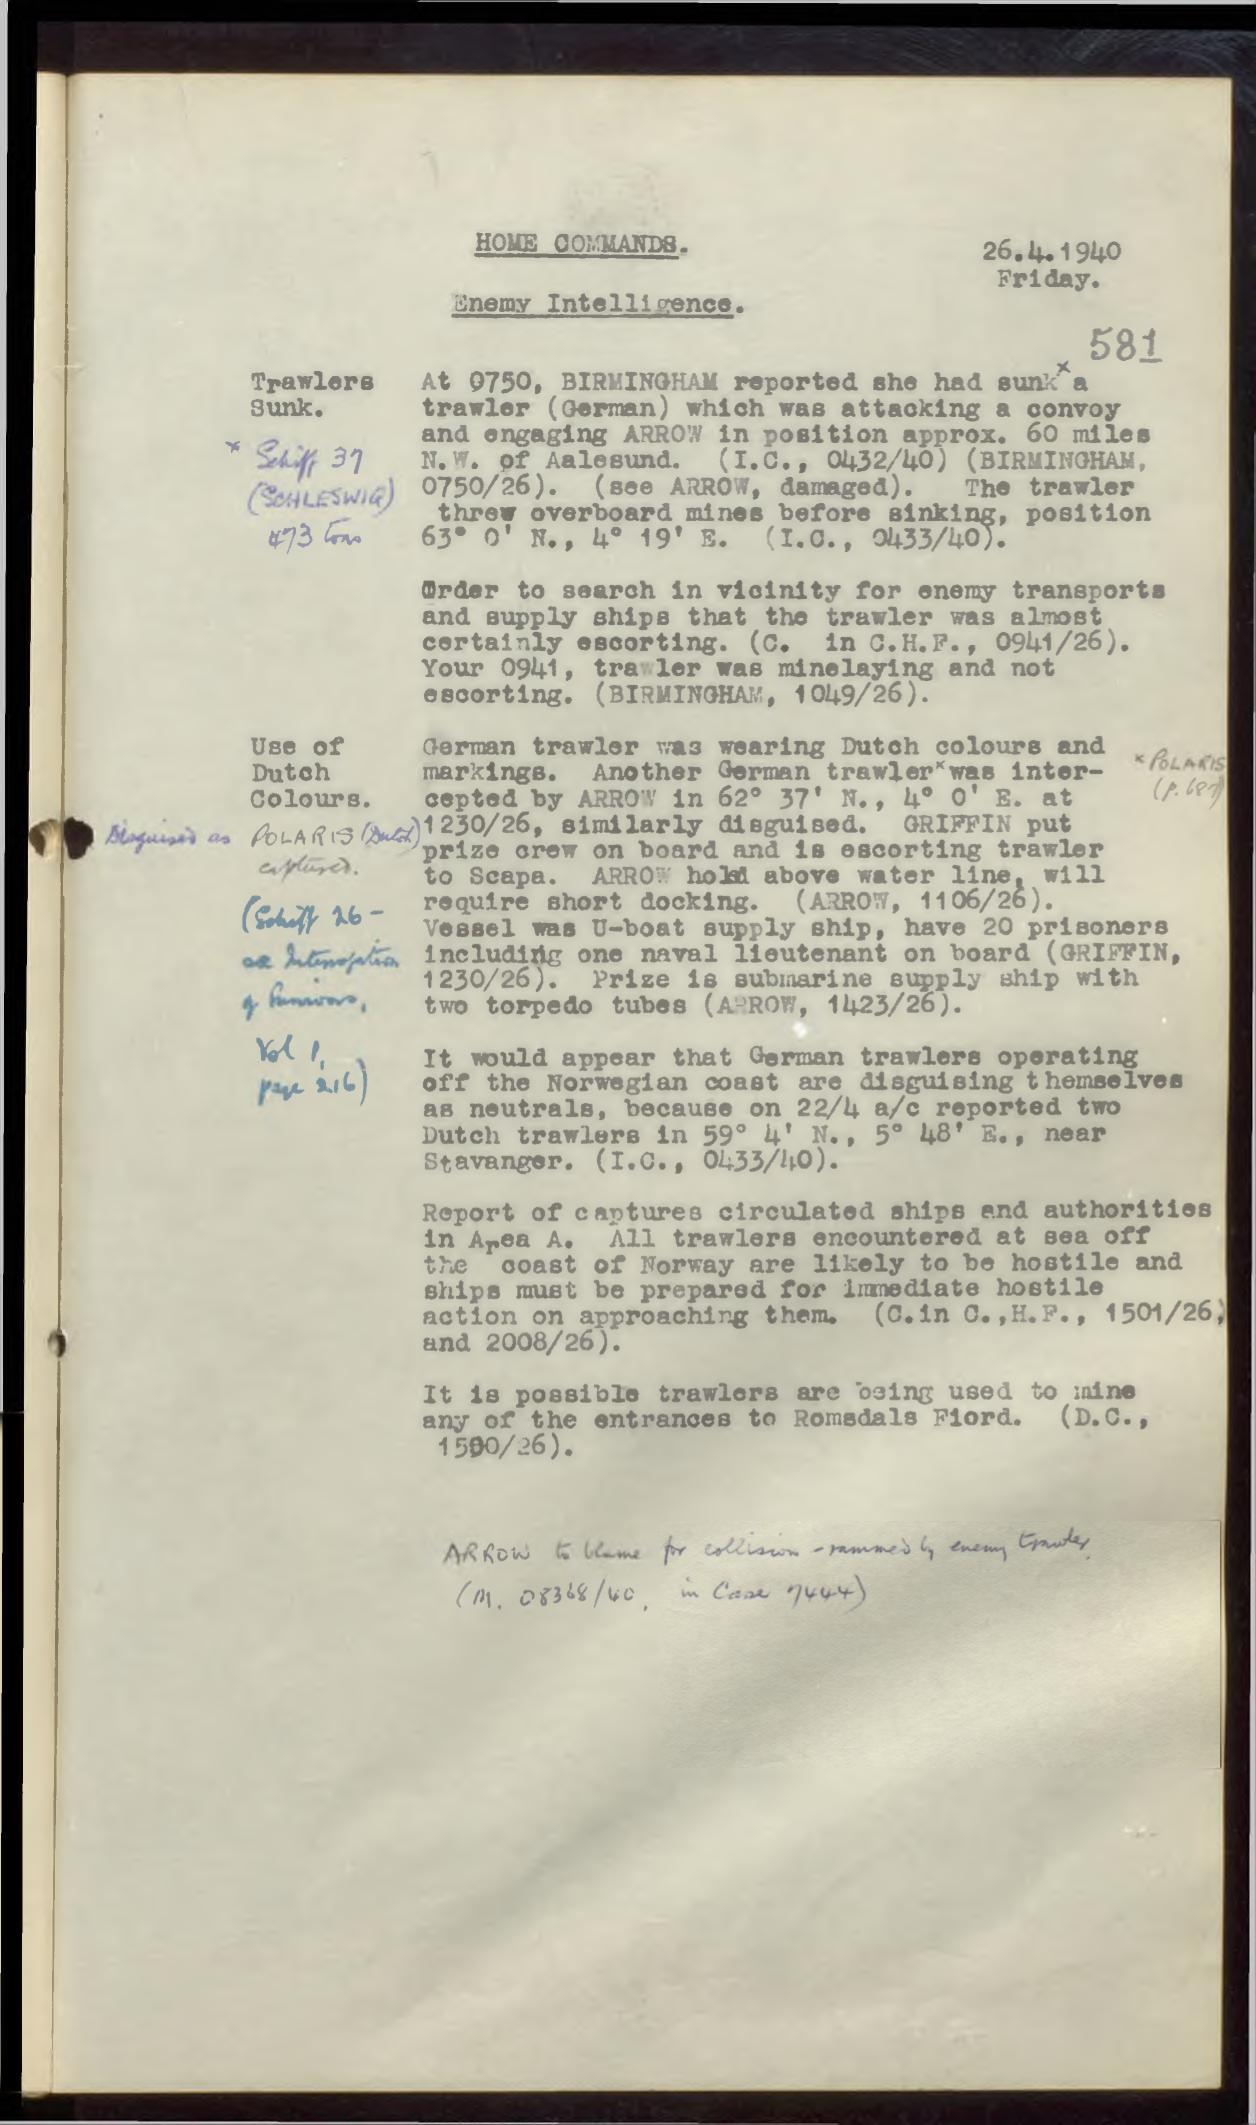 HOME COMMANDS.
26.4.1940
Friday.
Enemy Intelligence.
581
Trawlers
Sunk.
* Schiff 37
(SCHLESWIG)
473 tons
At 0750, BIRMINGHAM reported she had sunk x a
trawler (German) which was attacking a convoy
and engaging ARROW in position approx. 60 miles
N.W. of Aalesund. (I.C., 0432/40) (BIRMINGHAM,
0750/26). (see ARROW, damaged). The trawler
threw overboard mines before sinking, position
63° 0' N., 4° 19' E. (I.C., 0433/40).
Order to search in vicinity for enemy transports
and supply ships that the trawler was almost
certainly escorting. (C. in C.H.F., 0941/26).
Your 0941, trawler was minelaying and not
escorting. (BIRMINGHAM, 1049/26).
Use of
Dutch
Colours.
Disguised as POLARIS (Dutch)
captured.
(Schiff 26 -
see Interrogation
of Survivors,
Vol 1,
page 216)
German trawler was wearing Dutch colours and
markings. Another German trawler x was inter-
cepted by ARROW in 62° 37' N., 4° 0' E. at
1230/26, similarly disguised. GRIFFIN put
prize crew on board and is escorting trawler
to Scapa. ARROW hold above water line, will
require short docking. (ARROW, 1106/26).
Vessel was U-boat supply ship, have 20 prisoners
including one naval lieutenant on board (GRIFFIN,
1230/26). Prize is submarine supply ship with
two torpedo tubes (ARROW, 1423/26).
* POLARIS
(p.
It would appear that German trawlers operating
off the Norwegian coast are disguising themselves
as neutrals, because on 22/4 a/c reported two
Dutch trawlers in 59° 4' N., 5° 48' E., near
Stavanger. (I.C., 0433/40).
Report of captures circulated ships and authorities
in Area A. All trawlers encountered at sea off
the coast of Norway are likely to be hostile and
ships must be prepared for immediate hostile
action on approaching them. (C.in C.,H.F., 1501/26,
and 2008/26).
It is possible trawlers are being used to mine
any of the entrances to Romsdals Fiord. (D.C.,
1500/26).
ARROW to blame for collision - rammed by enemy trawler.
(M. 08368/40, in Case 7444)